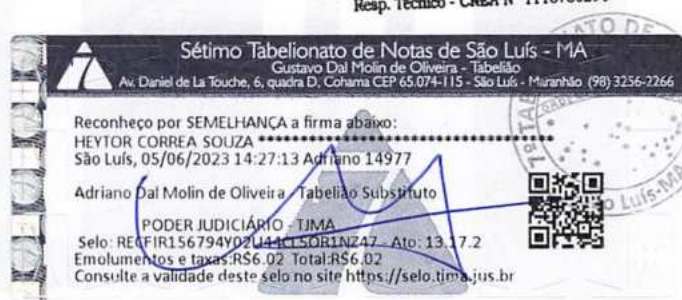 Resp. Técnico - CREA Nº
Sétimo Tabelionato de Notas de São Luís - MA
Gustavo Dal Molin de Oliveira - Tabelião
Av. Daniel de La Touche, 6, quadra D, Cohama CEP 65.074-115 - São Luís - Maranhão (98) 3256-2266
Reconheço por SEMELHANÇA a firma abaixo:
HEYTOR CORREA SOUZA
São Luís, 05/06/2023 14:27:13 Adriano 14977
Adriano Dal Molin de Oliveira - Tabelião Substituto
PODER JUDICIÁRIO - TJMA
Selo: - Ato: 13.17.2
Emolumentos e taxas:R$6.02 Total:R$6.02
Consulte a validade deste selo no site https://selo.tjma.jus.br